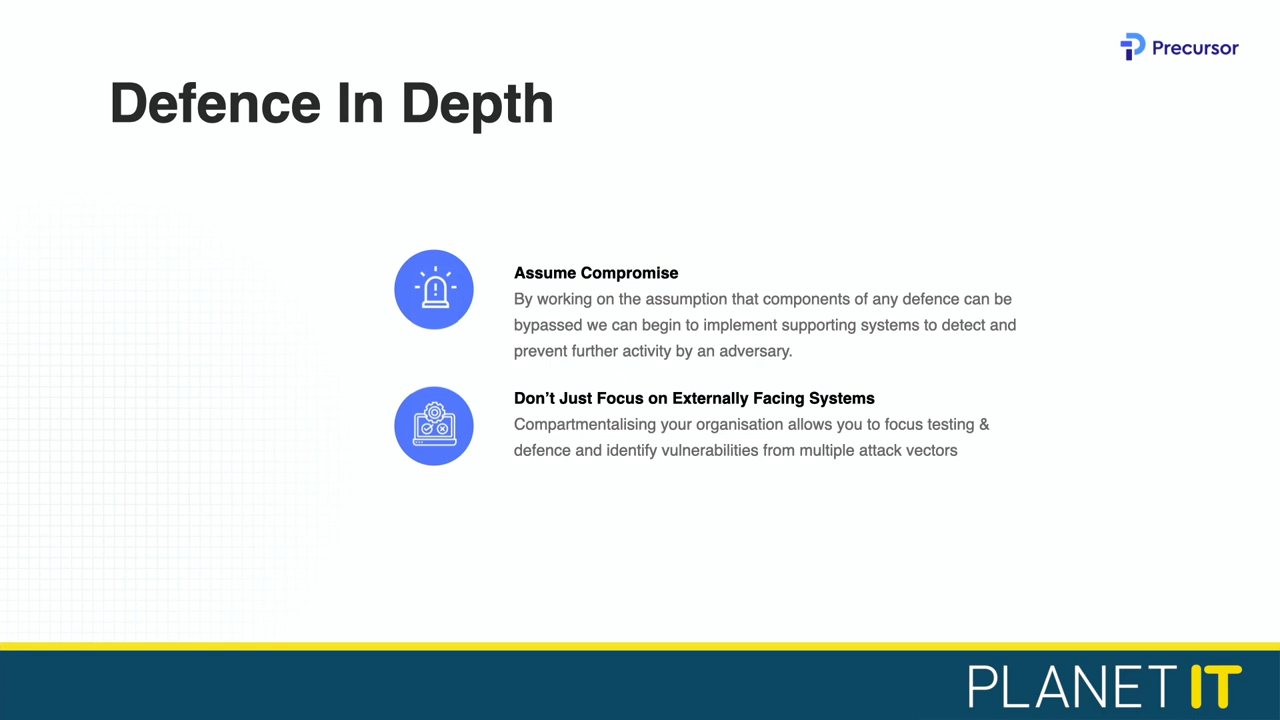 Precursor
Defence In Depth
Assume Compromise
By working on the assumption that components of any defence can be
bypassed we can begin to implement supporting systems to detect and
prevent further activity by an adversary.
Don’t Just Focus on Externally Facing Systems
Compartmentalising your organisation allows you to focus testing &
defence and identify vulnerabilities from multiple attack vectors
PLANET IT